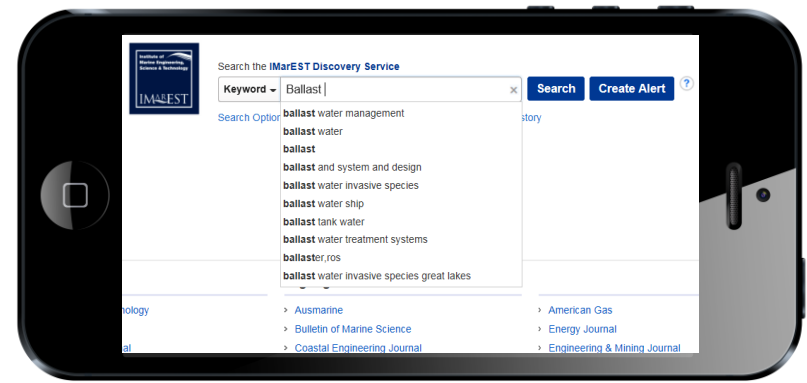 Institute of
Marine Engineering,
Science & Technology
IMarEST
Search the IMarEST Discovery Service
Keyword Ballast × Search Create Alert ?
Search Option
story
ballast water management
ballast water
ballast
ballast and system and design
ballast water invasive species
ballast water ship
ballast tank water
ballast water treatment systems
ballaster,ros
ballast water invasive species great lakes
nology › Ausmarine › American Gas
› Bulletin of Marine Science › Energy Journal
al › Coastal Engineering Journal › Engineering & Mining Journal